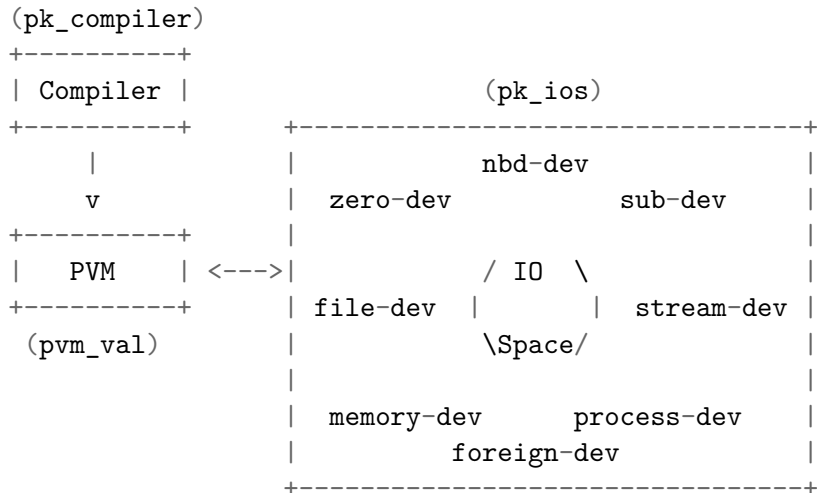 (pk_compiler)
+----------+
| Compiler |                  (pk_ios)
+----------+      +--------------------------------+
     |            |            nbd-dev             |
     v            |  zero-dev          sub-dev     |
+----------+      |                                |
|   PVM    | <--->|            / IO  \             |
+----------+      | file-dev  |       |  stream-dev |
 (pvm_val)        |            \Space/             |
                  |                                |
                  |  memory-dev      process-dev   |
                  |          foreign-dev           |
                  +--------------------------------+